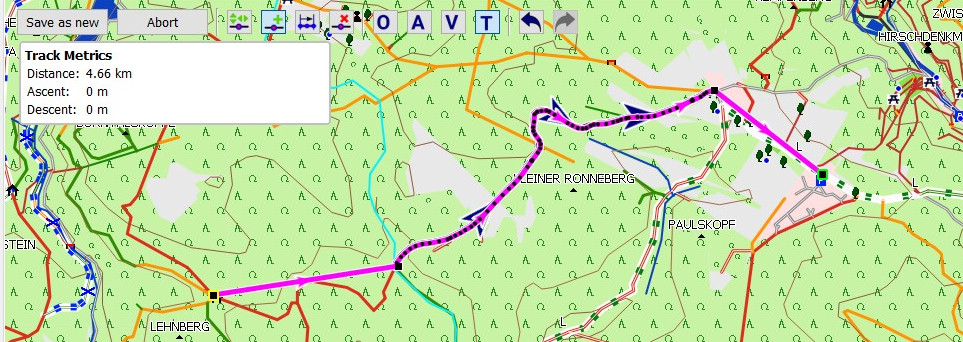 Save as new
Abort
O A V T
Track Metrics
Distance: 4.66 km
Ascent: 0 m
Descent: 0 m
ZWIS
HIRSCHDENKM
LEINER RONNEBERG
PAULSKOPF
STEIN
LEHNBERG
L
L
L